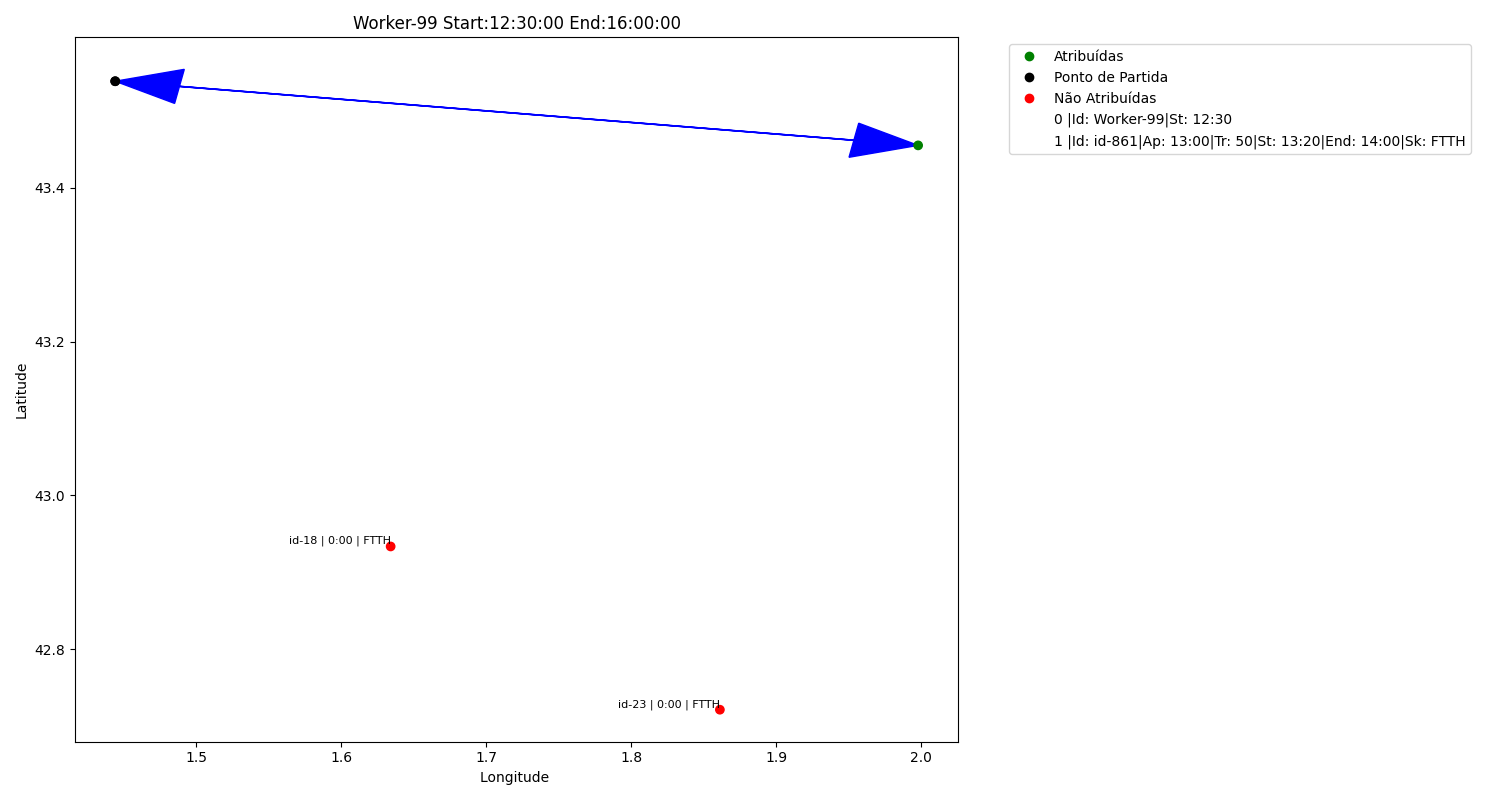 Worker-99 Start:12:30:00 End:16:00:00
Atribuídas
Ponto de Partida
Não Atribuídas
0 |Id: Worker-99|St: 12:30
1 |Id: id-861|Ap: 13:00|Tr: 50|St: 13:20|End: 14:00|Sk: FTTH
43.4
43.2
43.0
42.8
Latitude
id-18 | 0:00 | FTTH
id-23 | 0:00 | FTTH
1.5 1.6 1.7 1.8 1.9 2.0
Longitude